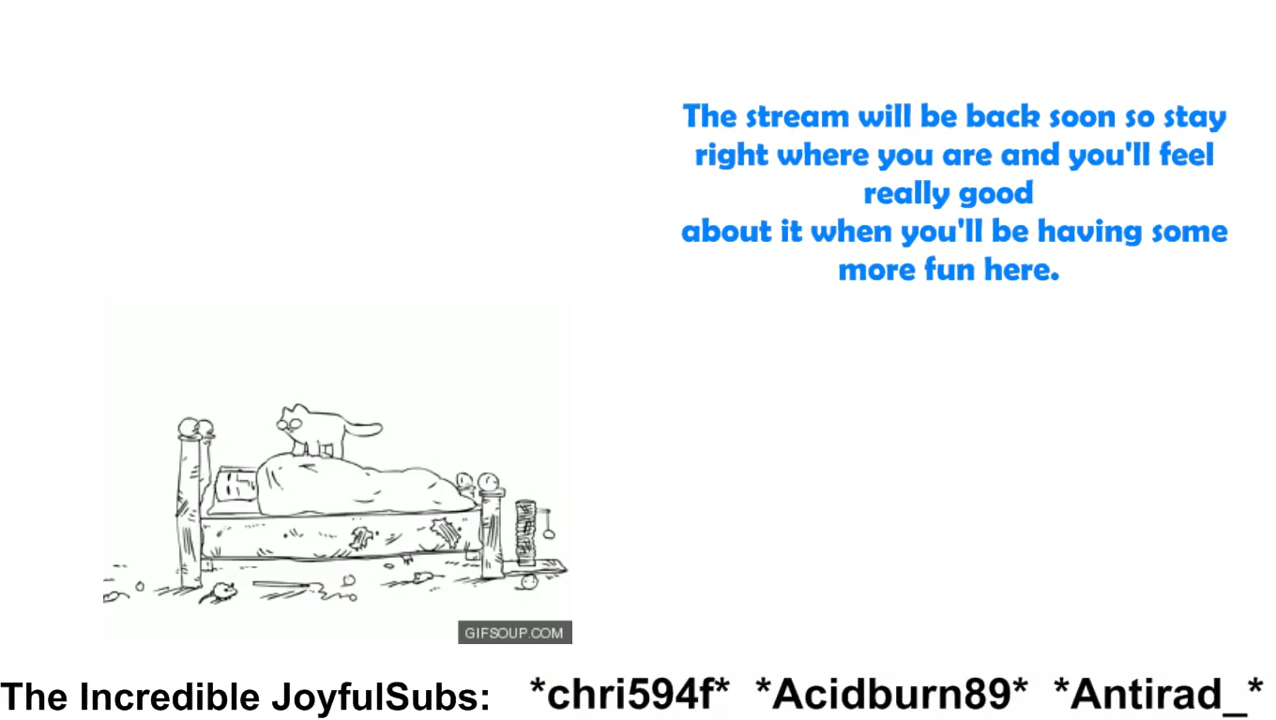 The stream will be back soon so stay
right where you are and you'll feel
really good
about it when you'll be having some
more fun here.
GIFSOUP.COM
The Incredible JoyfulSubs: *chri594f* *Acidburn89* *Antirad_*